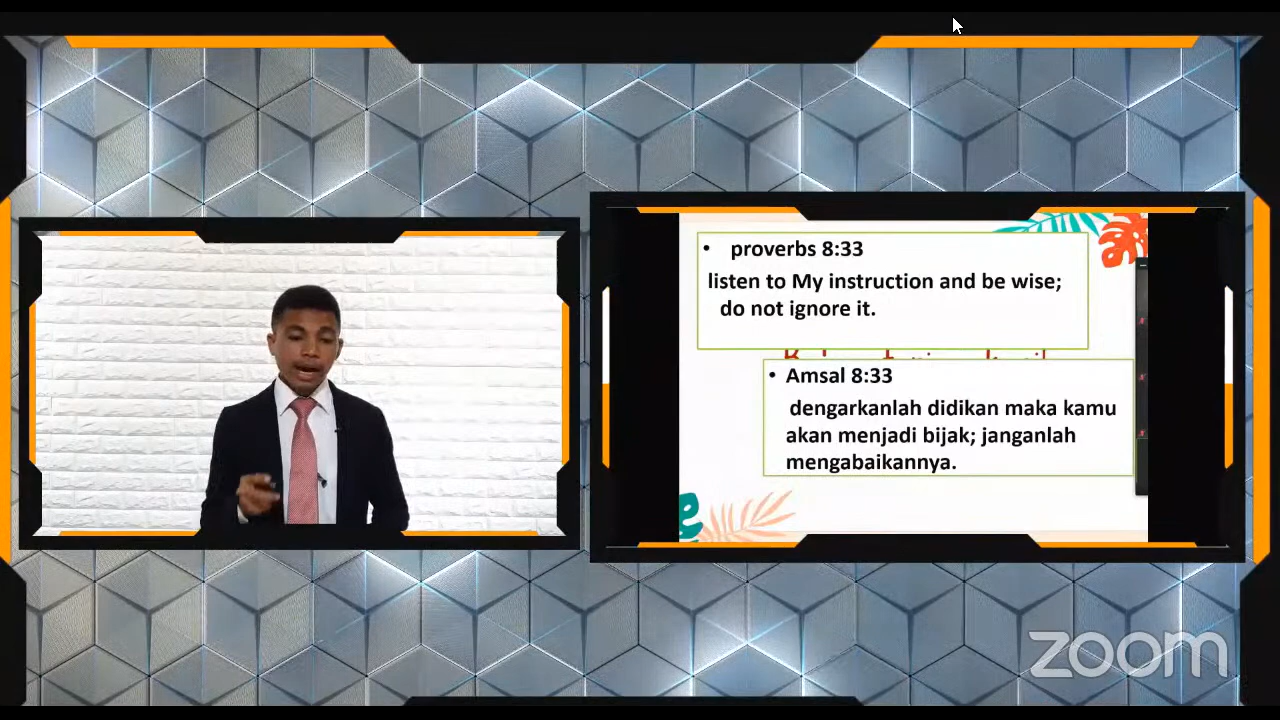 • proverbs 8:33
listen to My instruction and be wise;
do not ignore it.
• Amsal 8:33
dengarkanlah didikan maka kamu
akan menjadi bijak; janganlah
mengabaikannya.
zoom